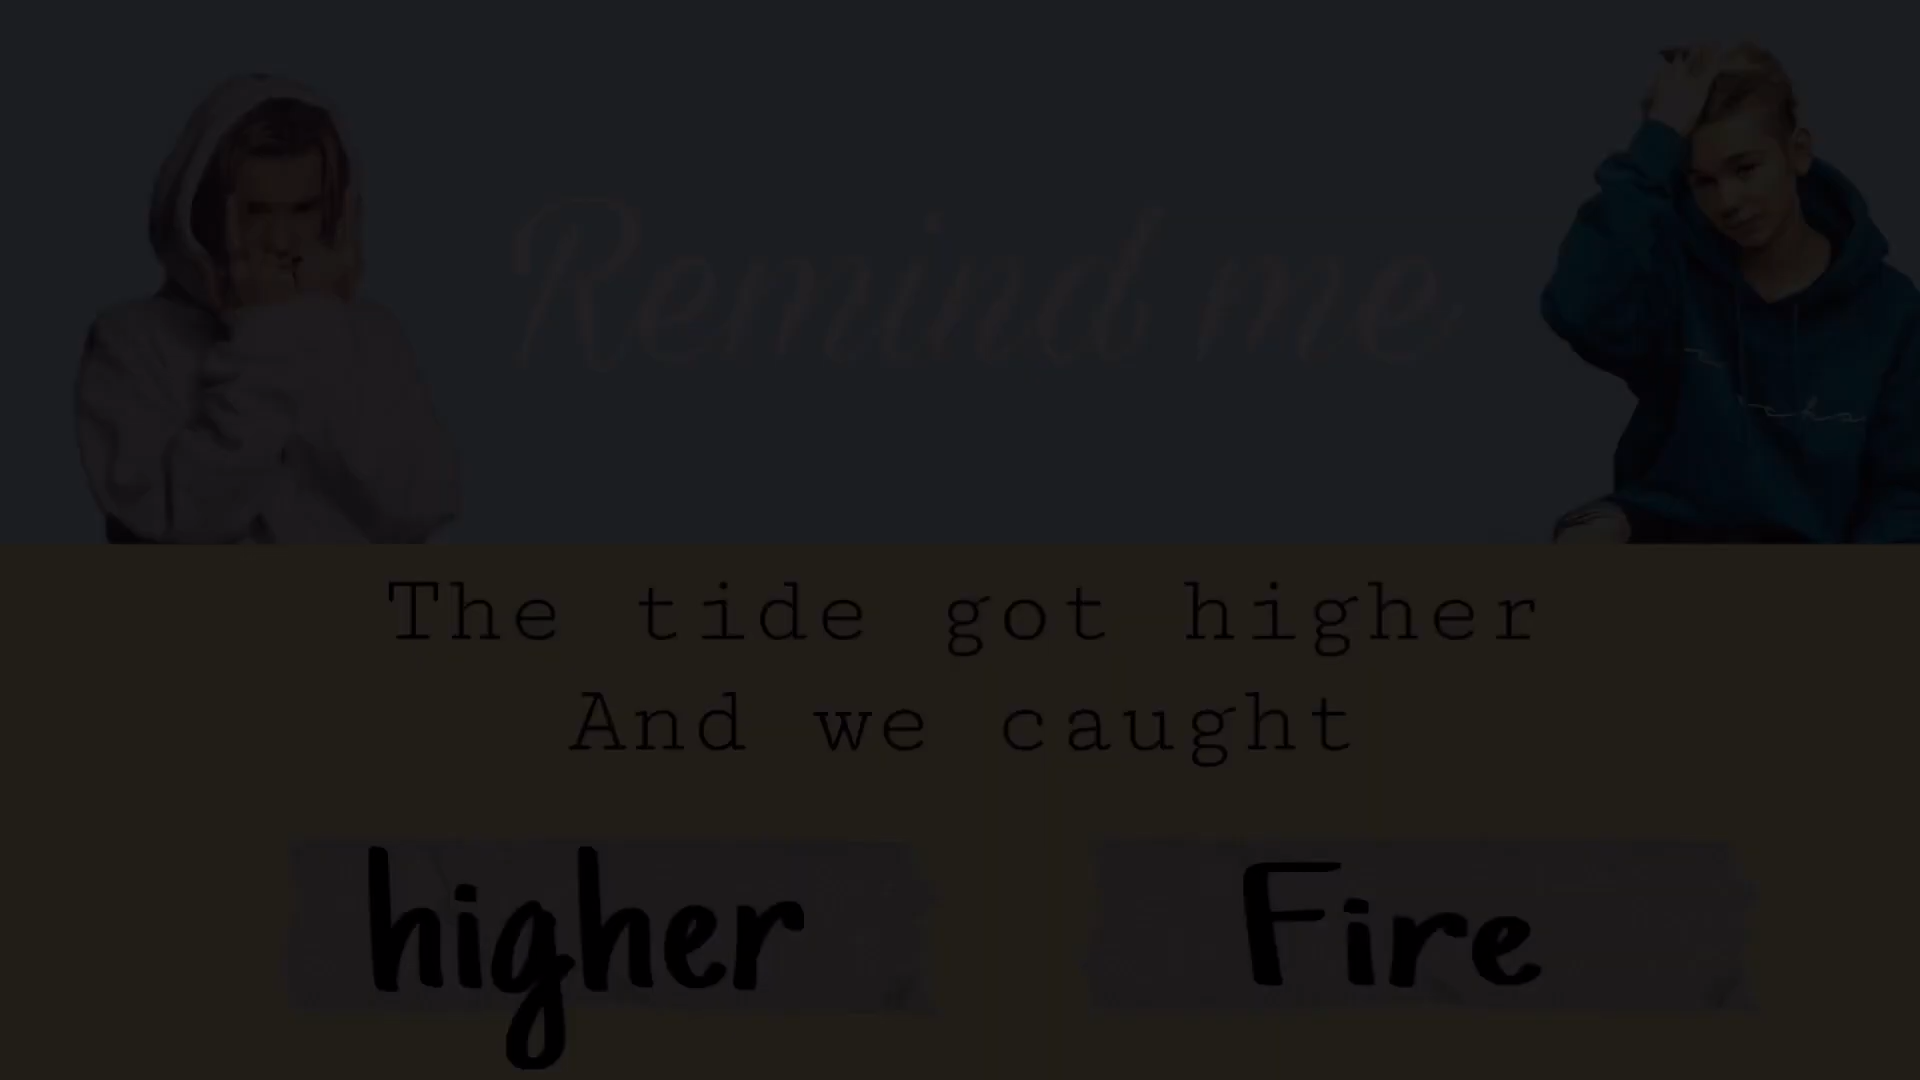 Remind me
The tide got higher
And we caught
higher
Fire